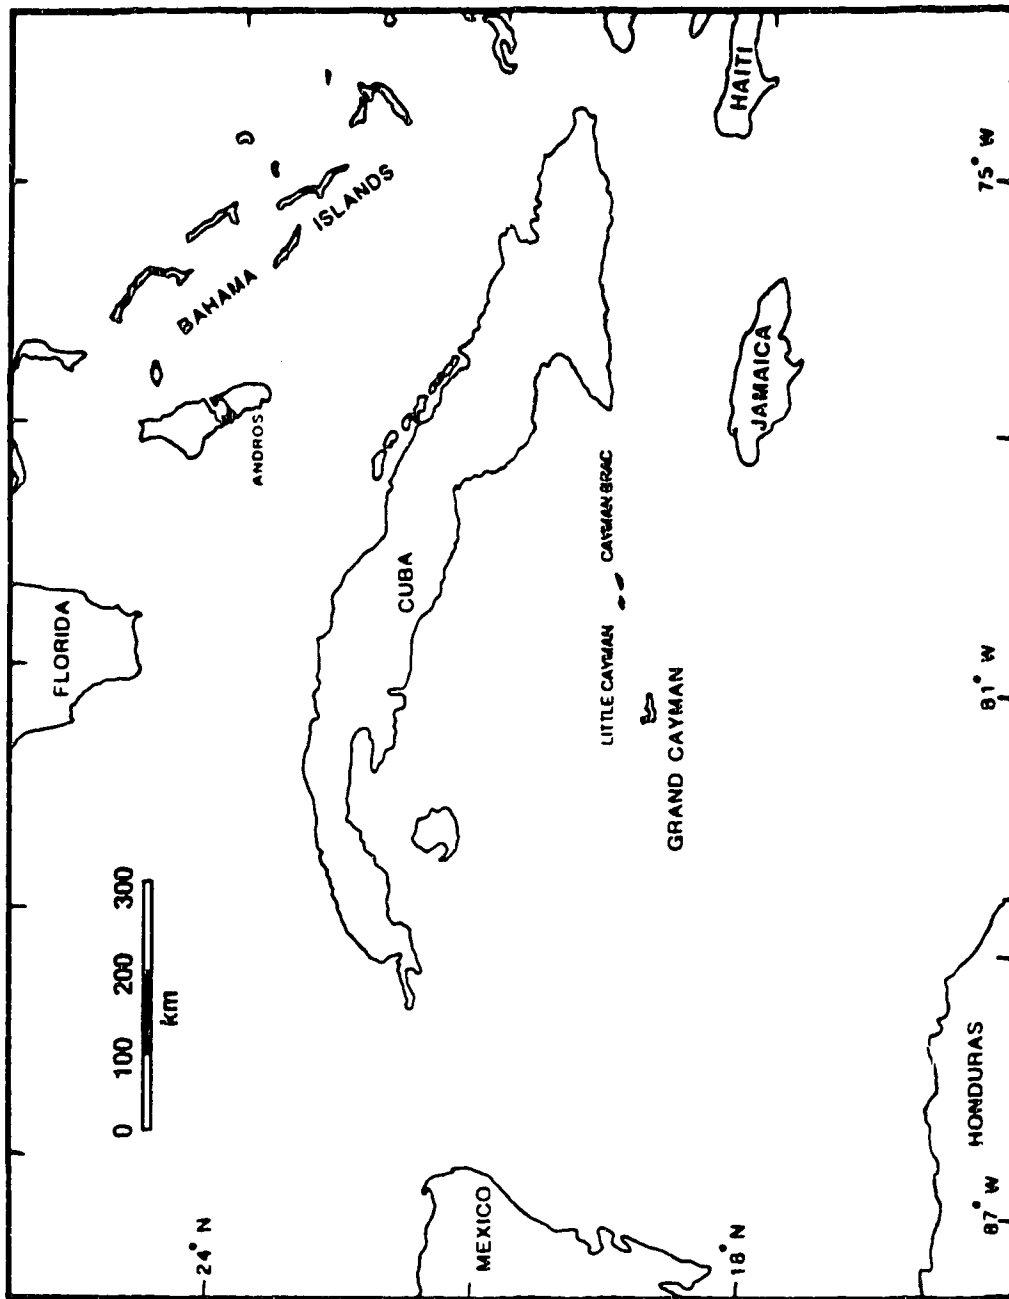 FLORIDA
BAHAMA ISLANDS
ANDROS
CUBA
0 100 200 300
km
LITTLE CAYMAN
CAYMAN BRAC
GRAND CAYMAN
JAMAICA
HAITI
MEXICO
HONDURAS
24° N
18° N
87° W
81° W
75° W